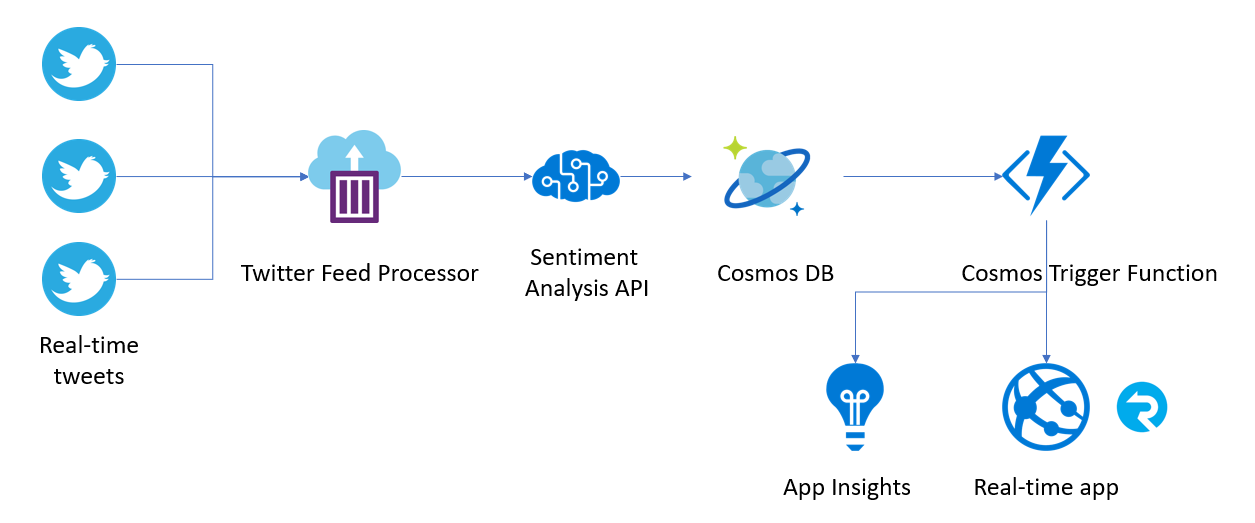 Real-time
tweets
Twitter Feed Processor
Sentiment
Analysis API
Cosmos DB
Cosmos Trigger Function
App Insights
Real-time app